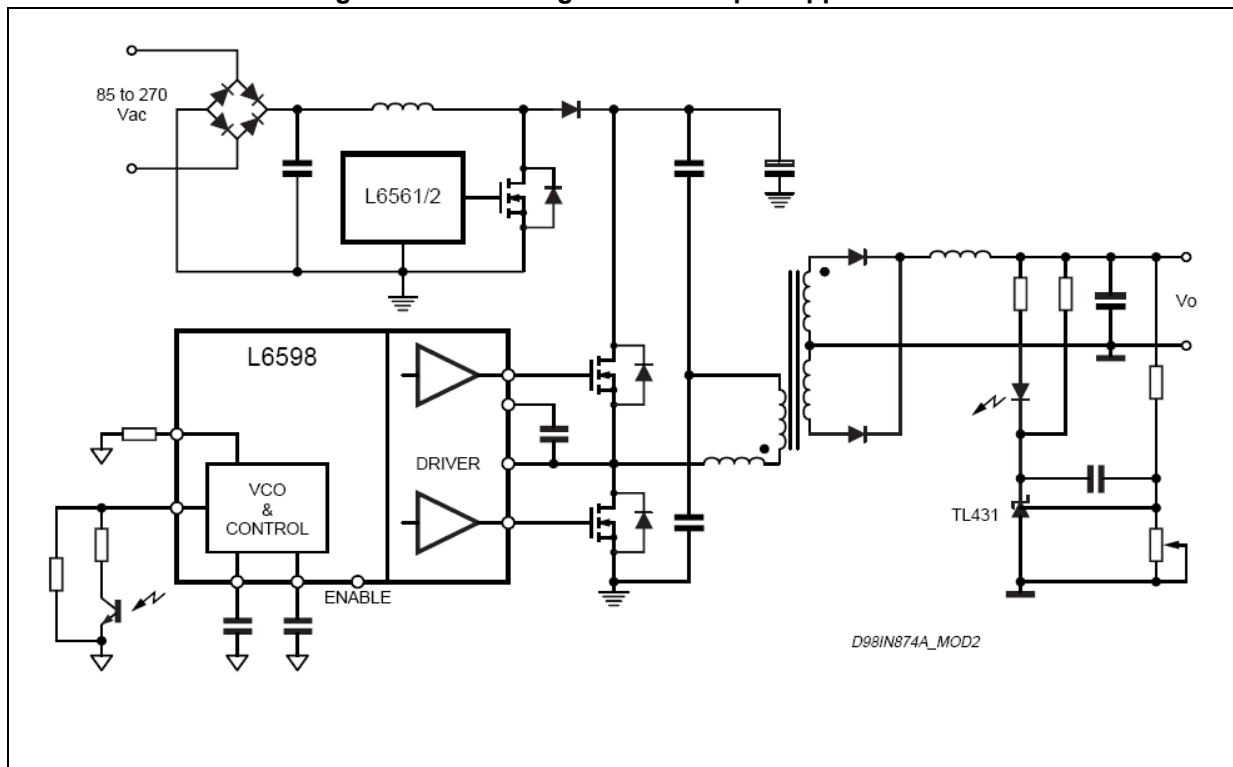 85 to 270
Vac
L6561/2
Vo
L6598
DRIVER
VCO
&
CONTROL
TL431
ENABLE
D98IN874A_MOD2